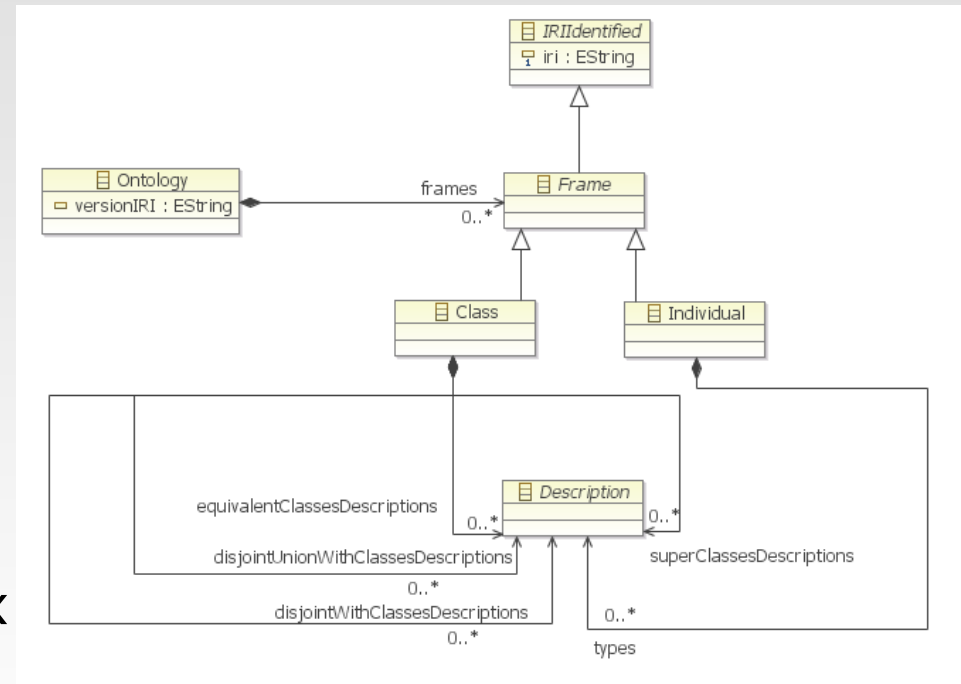 IRIIdentified
iri : EString
Ontology
versionIRI : EString
frames
0..*
Frame
Class
Individual
Description
equivalentClassesDescriptions
0..*
0..*
disjointUnionWithClassesDescriptions
0..*
superClassesDescriptions
disjointWithClassesDescriptions
0..*
0..*
types